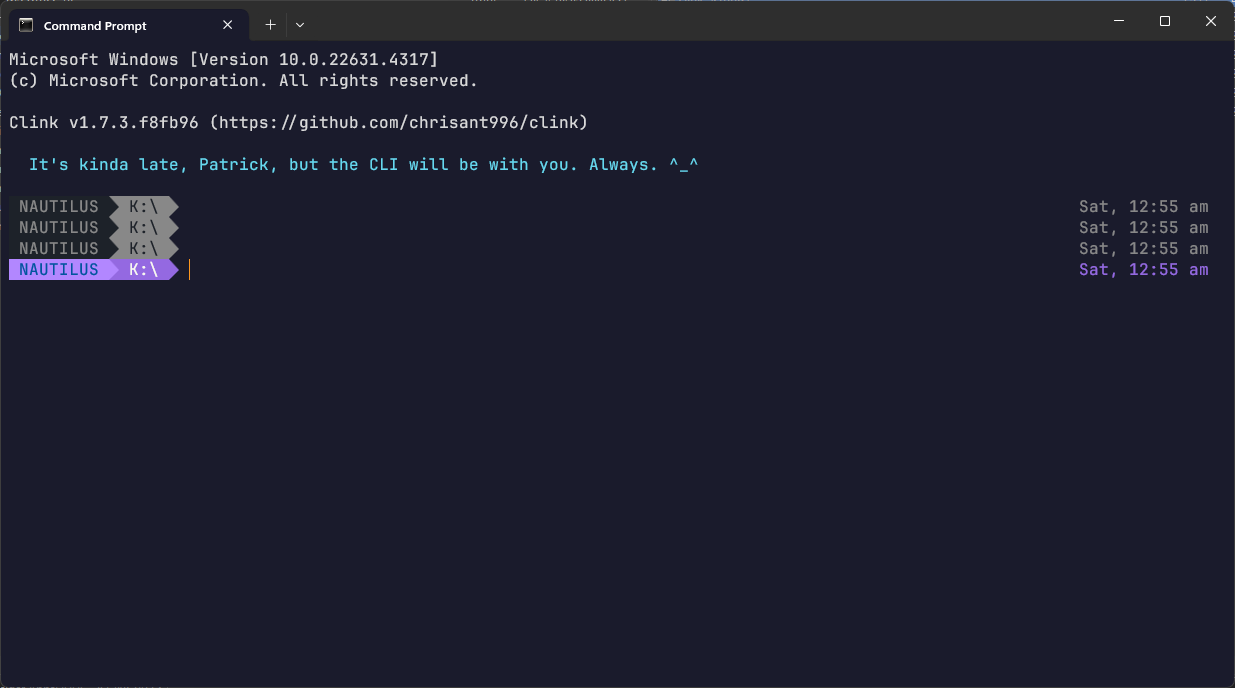 Command Prompt
Microsoft Windows [Version 10.0.22631.4317]
(c) Microsoft Corporation. All rights reserved.
Clink v1.7.3.f8fb96 (https://github.com/chrisant996/clink)
It's kinda late, Patrick, but the CLI will be with you. Always. ^_^
NAUTILUS K:\ Sat, 12:55 am
NAUTILUS K:\ Sat, 12:55 am
NAUTILUS K:\ Sat, 12:55 am
NAUTILUS K:\ Sat, 12:55 am